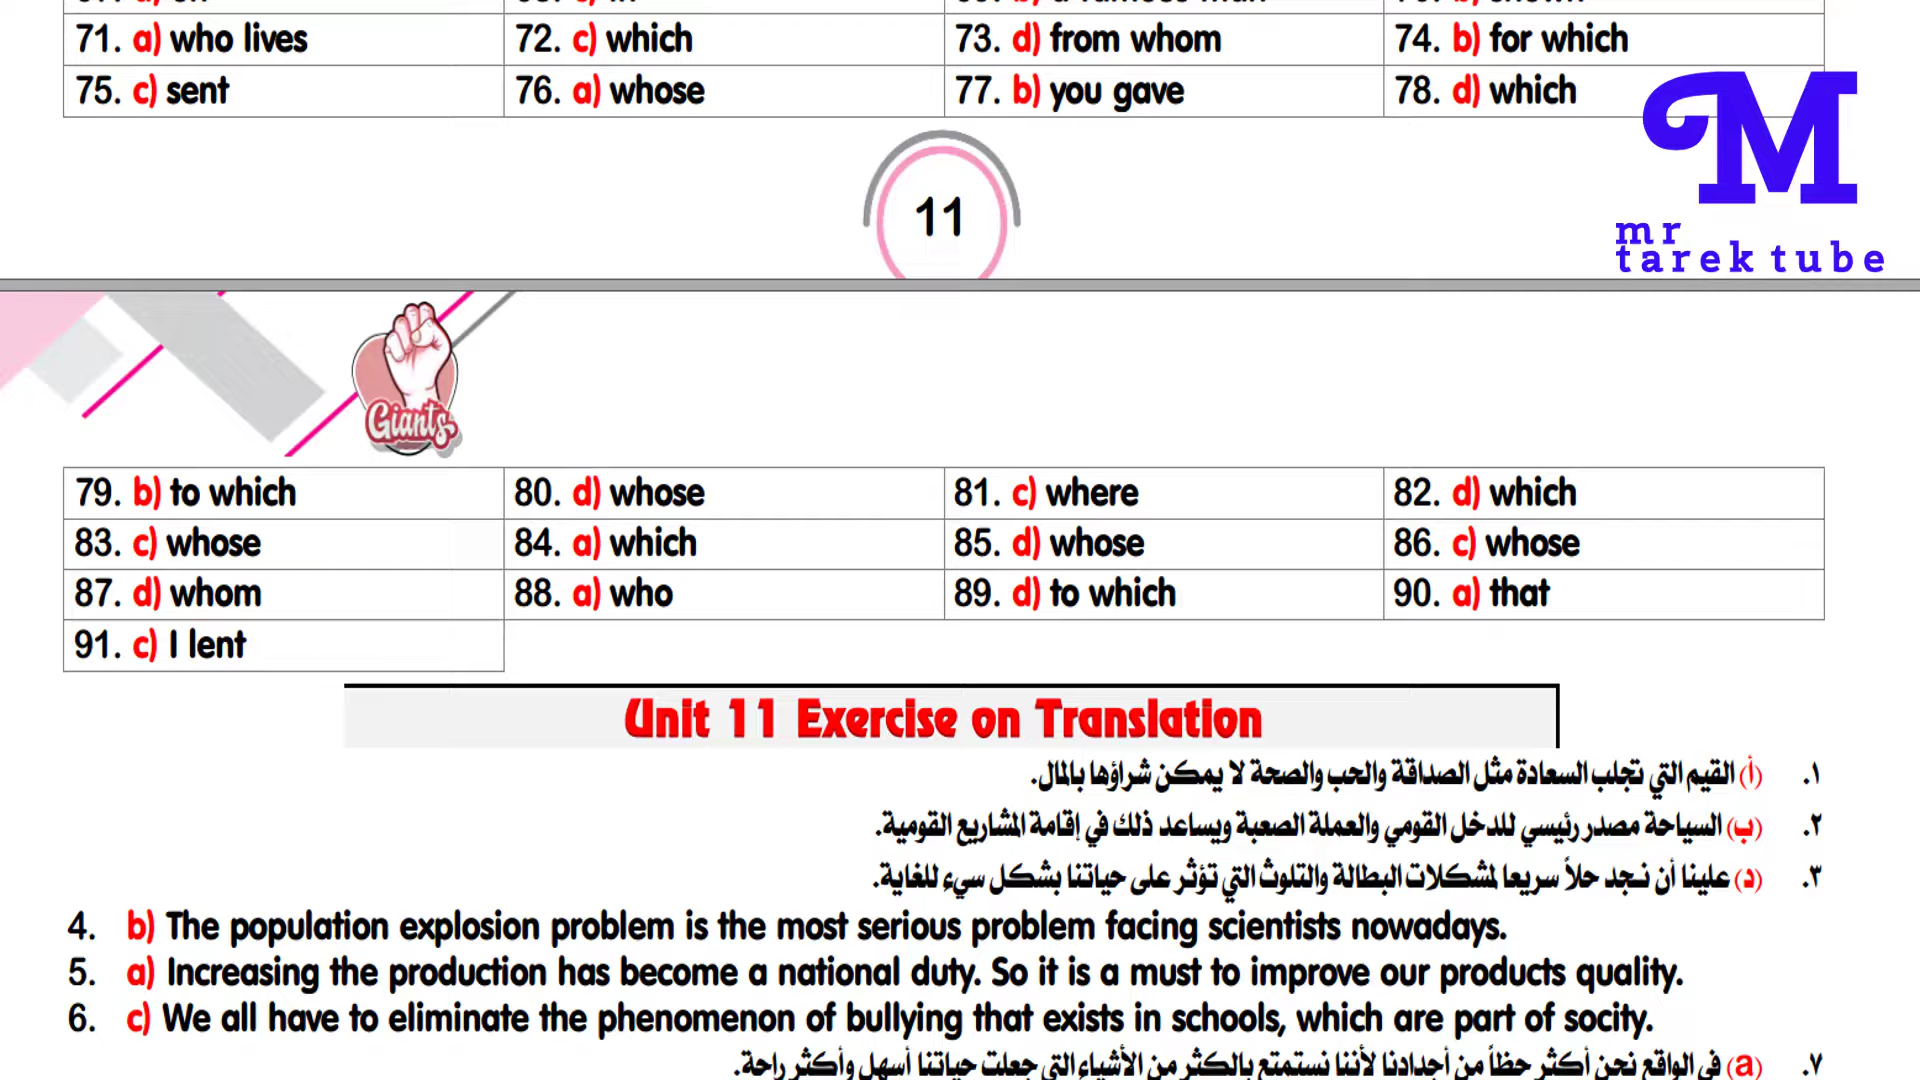 71. a) who lives 72. c) which 73. d) from whom 74. b) for which
75. c) sent 76. a) whose 77. b) you gave 78. d) which
M
mr
tarek tube
11
Giants
79. b) to which 80. d) whose 81. c) where 82. d) which
83. c) whose 84. a) which 85. d) whose 86. c) whose
87. d) whom 88. a) who 89. d) to which 90. a) that
91. c) I lent
Unit 11 Exercise on Translation
١. (أ) القيم التي تجلب السعادة مثل الصداقة والحب والصحة لا يمكن شراؤها بالمال.
٢. (ب) السياحة مصدر رئيسي للدخل القومي والعملة الصعبة ويساعد ذلك في إقامة المشاريع القومية.
٣. (د) علينا أن نجد حلاً سريعا لمشكلات البطالة والتلوث التي تؤثر على حياتنا بشكل سيء للغاية.
4. b) The population explosion problem is the most serious problem facing scientists nowadays.
5. a) Increasing the production has become a national duty. So it is a must to improve our products quality.
6. c) We all have to eliminate the phenomenon of bullying that exists in schools, which are part of socity.
٧. (a) في الواقع نحن أكثر حظاً من أجدادنا لأننا نستمتع بالكثير من الأشياء التي جعلت حياتنا أسهل وأكثر راحة.